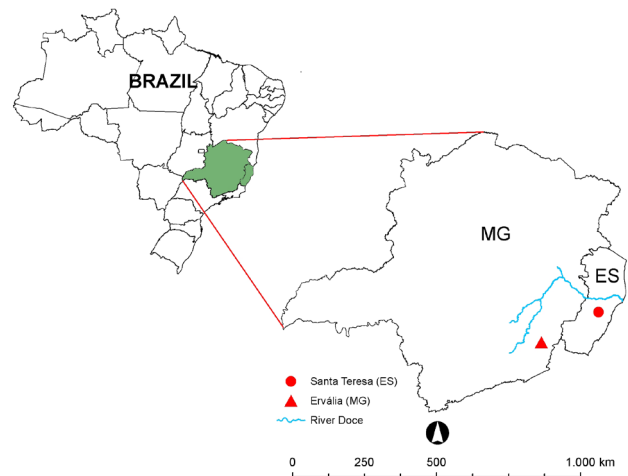 BRAZIL
MG
ES
Santa Teresa (ES)
Ervália (MG)
River Doce
0 250 500 1.000 km